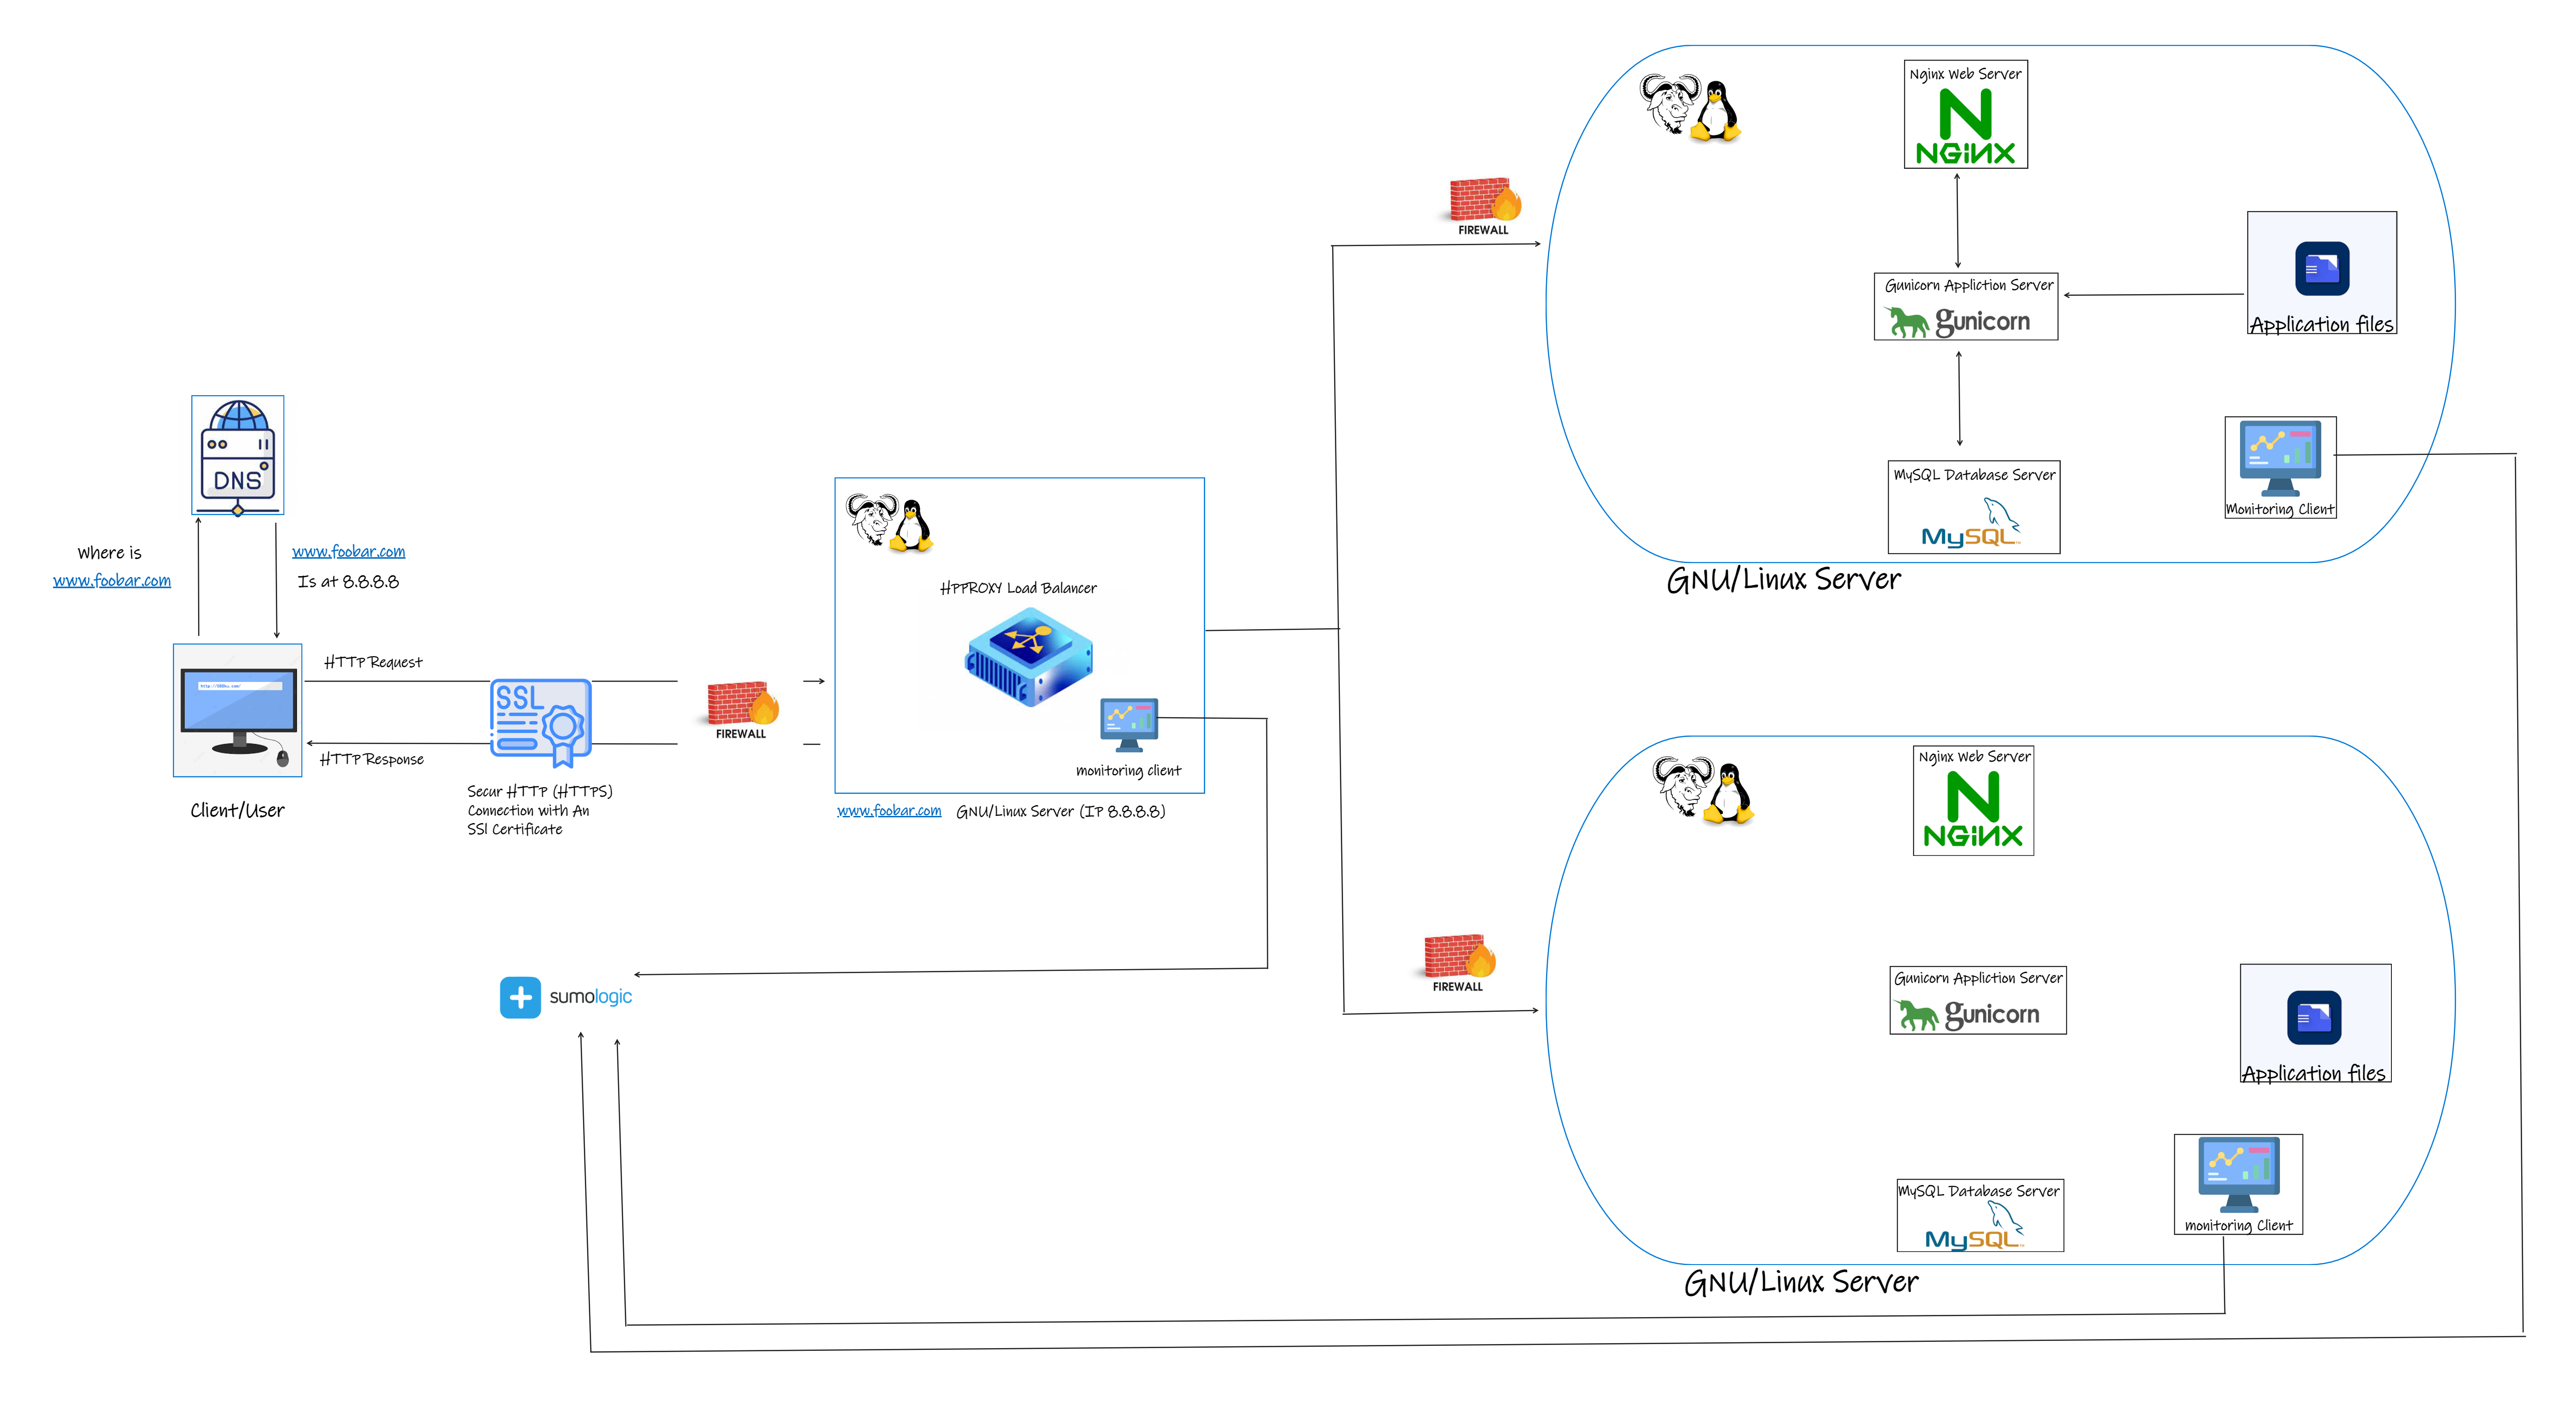 DNS
Where is
www.foobar.com
www.foobar.com
Is at 8.8.8.8
HTTP Request
HTTP Response
Client/User
SSL
Secur HTTP (HTTPS)
Connection with An
SSl Certificate
FIREWALL
HPPROXY Load Balancer
monitoring client
www.foobar.com GNU/Linux Server (IP 8.8.8.8)
sumologic
FIREWALL
Nginx Web Server
N
NGiNX
Gunicorn Appliction Server
gunicorn
Application files
MySQL Database Server
MySQL
Monitoring Client
GNU/Linux Server
FIREWALL
Nginx Web Server
N
NGiNX
Gunicorn Appliction Server
gunicorn
Application files
MySQL Database Server
MySQL
monitoring Client
GNU/Linux Server